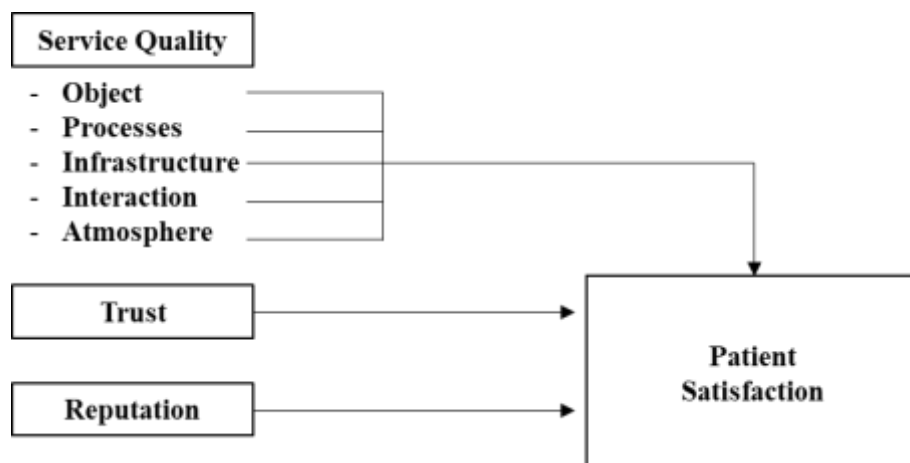 Service Quality
- Object
- Processes
- Infrastructure
- Interaction
- Atmosphere
Trust
Reputation
Patient
Satisfaction